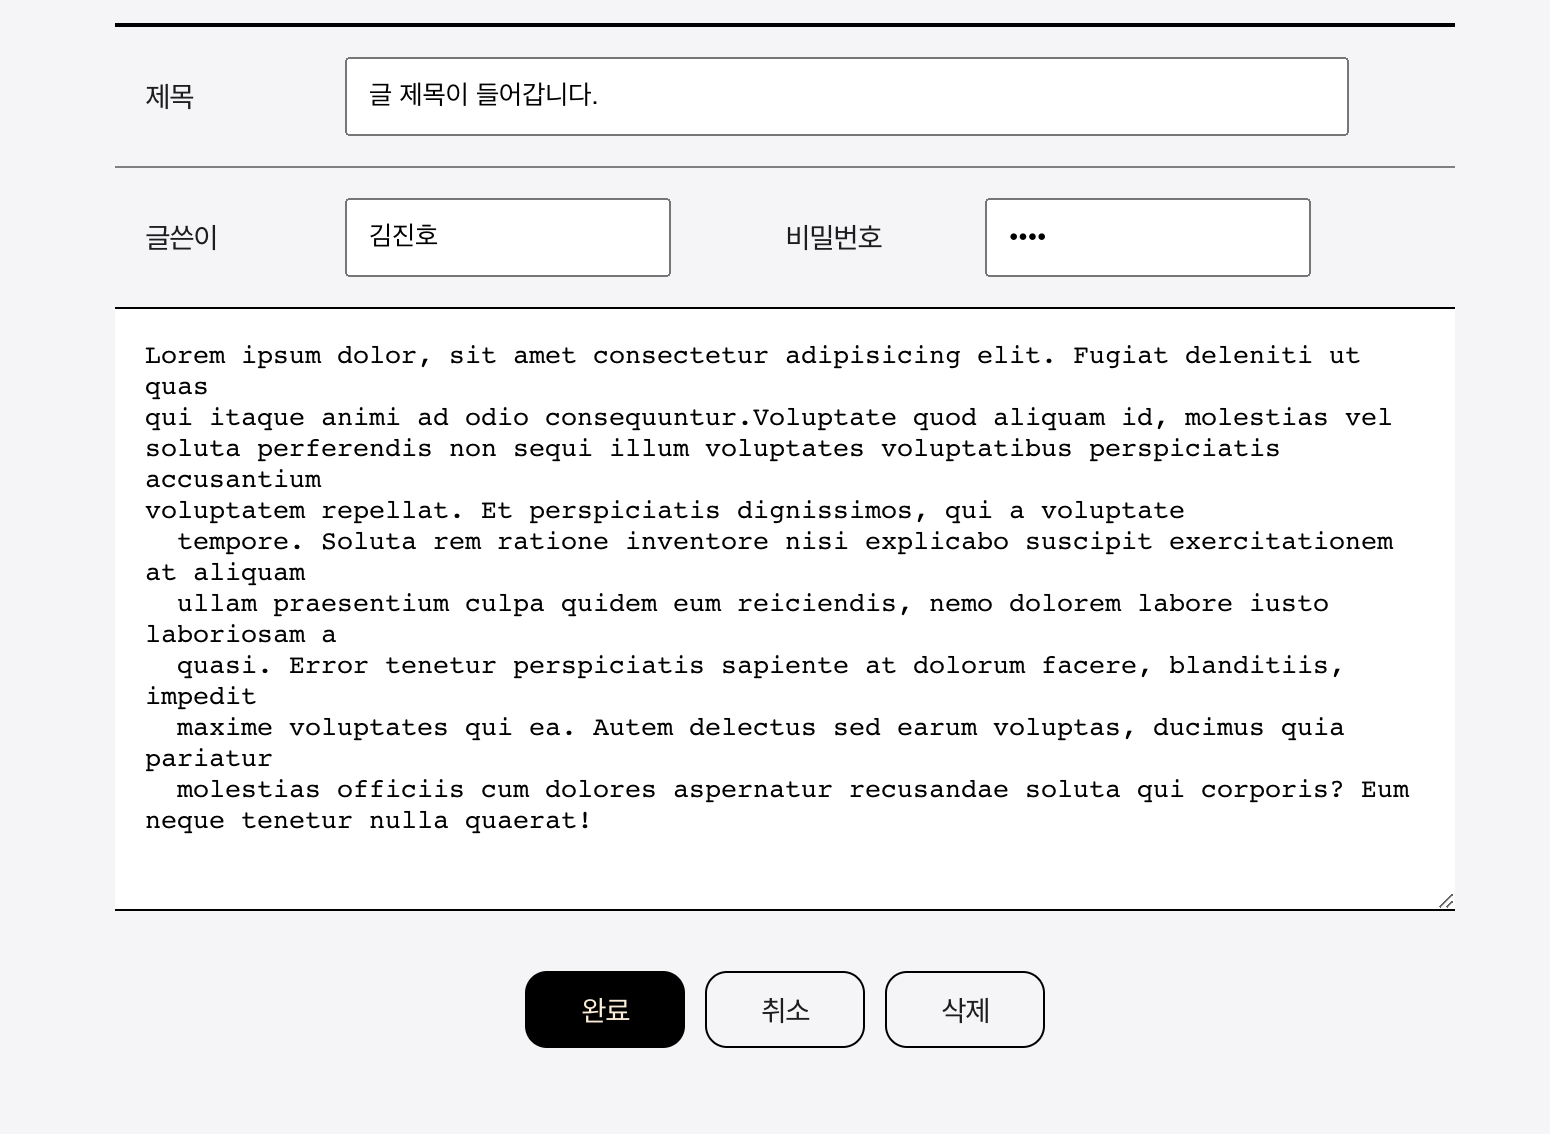 제목 글 제목이 들어갑니다.
글쓴이 김진호 비밀번호 ••••
Lorem ipsum dolor, sit amet consectetur adipisicing elit. Fugiat deleniti ut
quas
qui itaque animi ad odio consequuntur.Voluptate quod aliquam id, molestias vel
soluta perferendis non sequi illum voluptates voluptatibus perspiciatis
accusantium
voluptatem repellat. Et perspiciatis dignissimos, qui a voluptate
  tempore. Soluta rem ratione inventore nisi explicabo suscipit exercitationem
at aliquam
  ullam praesentium culpa quidem eum reiciendis, nemo dolorem labore iusto
laboriosam a
  quasi. Error tenetur perspiciatis sapiente at dolorum facere, blanditiis,
impedit
  maxime voluptates qui ea. Autem delectus sed earum voluptas, ducimus quia
pariatur
  molestias officiis cum dolores aspernatur recusandae soluta qui corporis? Eum
neque tenetur nulla quaerat!
완료 취소 삭제